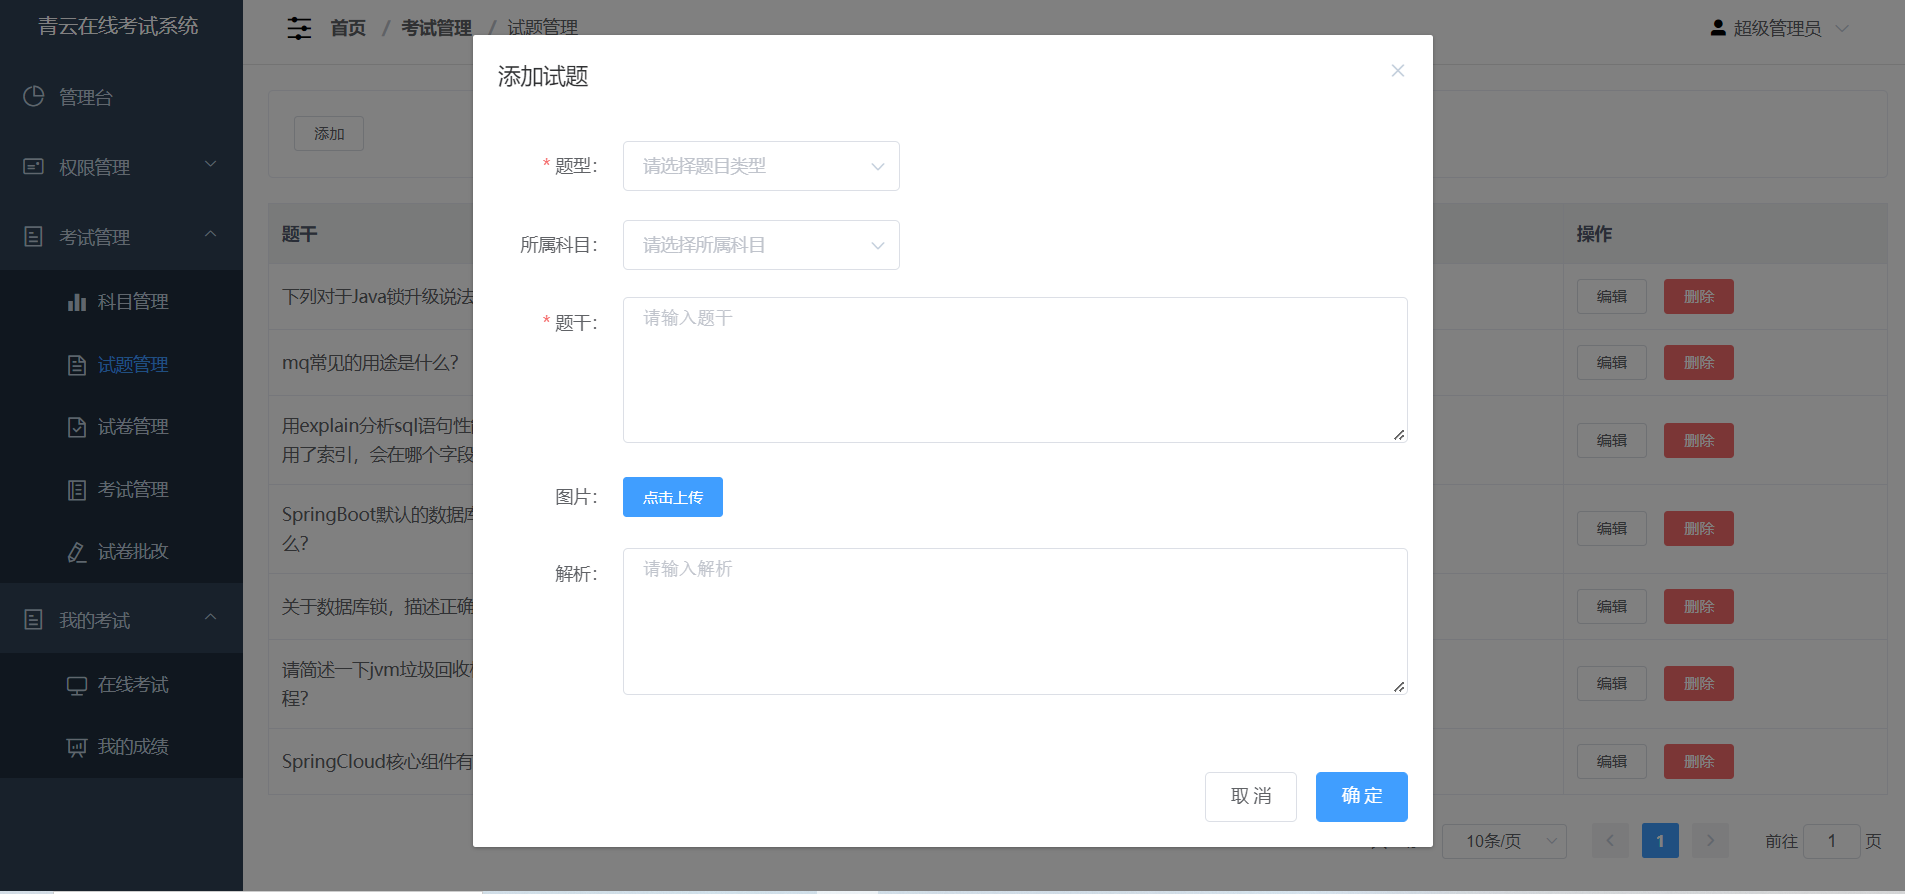 青云在线考试系统
管理台
权限管理
考试管理
科目管理
试题管理
试卷管理
考试管理
试卷批改
我的考试
在线考试
我的成绩
首页 / 考试管理 / 试题管理
超级管理员
添加
题干
操作
下列对于Java锁升级说法
编辑 删除
mq常见的用途是什么？
编辑 删除
用explain分析sql语句性
用了索引，会在哪个字段
编辑 删除
SpringBoot默认的数据库
么？
编辑 删除
关于数据库锁，描述正确
编辑 删除
请简述一下jvm垃圾回收
程？
编辑 删除
SpringCloud核心组件有
编辑 删除
10条/页
1
前往 1 页
添加试题
* 题型：
请选择题目类型
所属科目：
请选择所属科目
* 题干：
请输入题干
图片：
点击上传
解析：
请输入解析
取 消
确 定